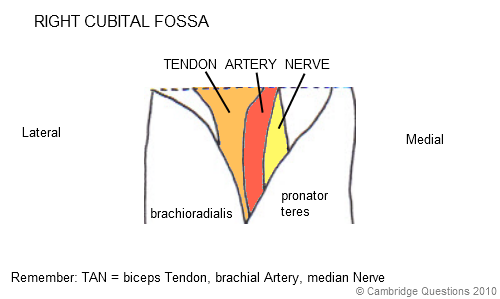 RIGHT CUBITAL FOSSA
TENDON ARTERY NERVE
Lateral
Medial
brachioradialis
pronator
teres
Remember: TAN = biceps Tendon, brachial Artery, median Nerve
© Cambridge Questions 2010